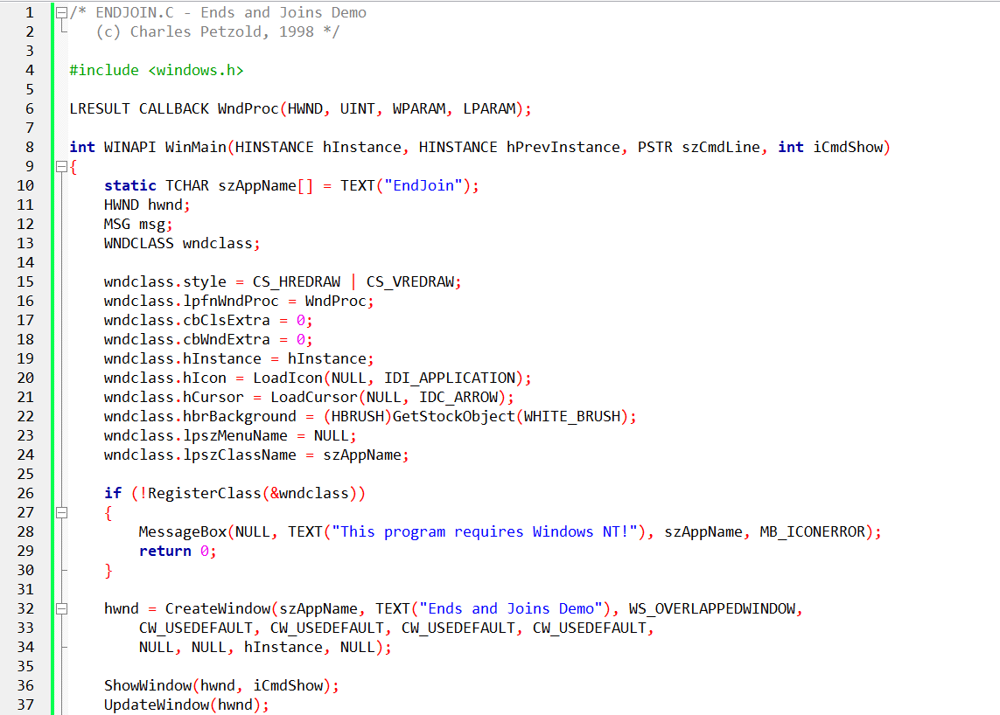 1 /* ENDJOIN.C - Ends and Joins Demo
2    (c) Charles Petzold, 1998 */
3
4 #include <windows.h>
5
6 LRESULT CALLBACK WndProc(HWND, UINT, WPARAM, LPARAM);
7
8 int WINAPI WinMain(HINSTANCE hInstance, HINSTANCE hPrevInstance, PSTR szCmdLine, int iCmdShow)
9 {
10     static TCHAR szAppName[] = TEXT("EndJoin");
11     HWND hwnd;
12     MSG msg;
13     WNDCLASS wndclass;
14
15     wndclass.style = CS_HREDRAW | CS_VREDRAW;
16     wndclass.lpfnWndProc = WndProc;
17     wndclass.cbClsExtra = 0;
18     wndclass.cbWndExtra = 0;
19     wndclass.hInstance = hInstance;
20     wndclass.hIcon = LoadIcon(NULL, IDI_APPLICATION);
21     wndclass.hCursor = LoadCursor(NULL, IDC_ARROW);
22     wndclass.hbrBackground = (HBRUSH)GetStockObject(WHITE_BRUSH);
23     wndclass.lpszMenuName = NULL;
24     wndclass.lpszClassName = szAppName;
25
26     if (!RegisterClass(&wndclass))
27     {
28         MessageBox(NULL, TEXT("This program requires Windows NT!"), szAppName, MB_ICONERROR);
29         return 0;
30     }
31
32     hwnd = CreateWindow(szAppName, TEXT("Ends and Joins Demo"), WS_OVERLAPPEDWINDOW,
33         CW_USEDEFAULT, CW_USEDEFAULT, CW_USEDEFAULT, CW_USEDEFAULT,
34         NULL, NULL, hInstance, NULL);
35
36     ShowWindow(hwnd, iCmdShow);
37     UpdateWindow(hwnd);